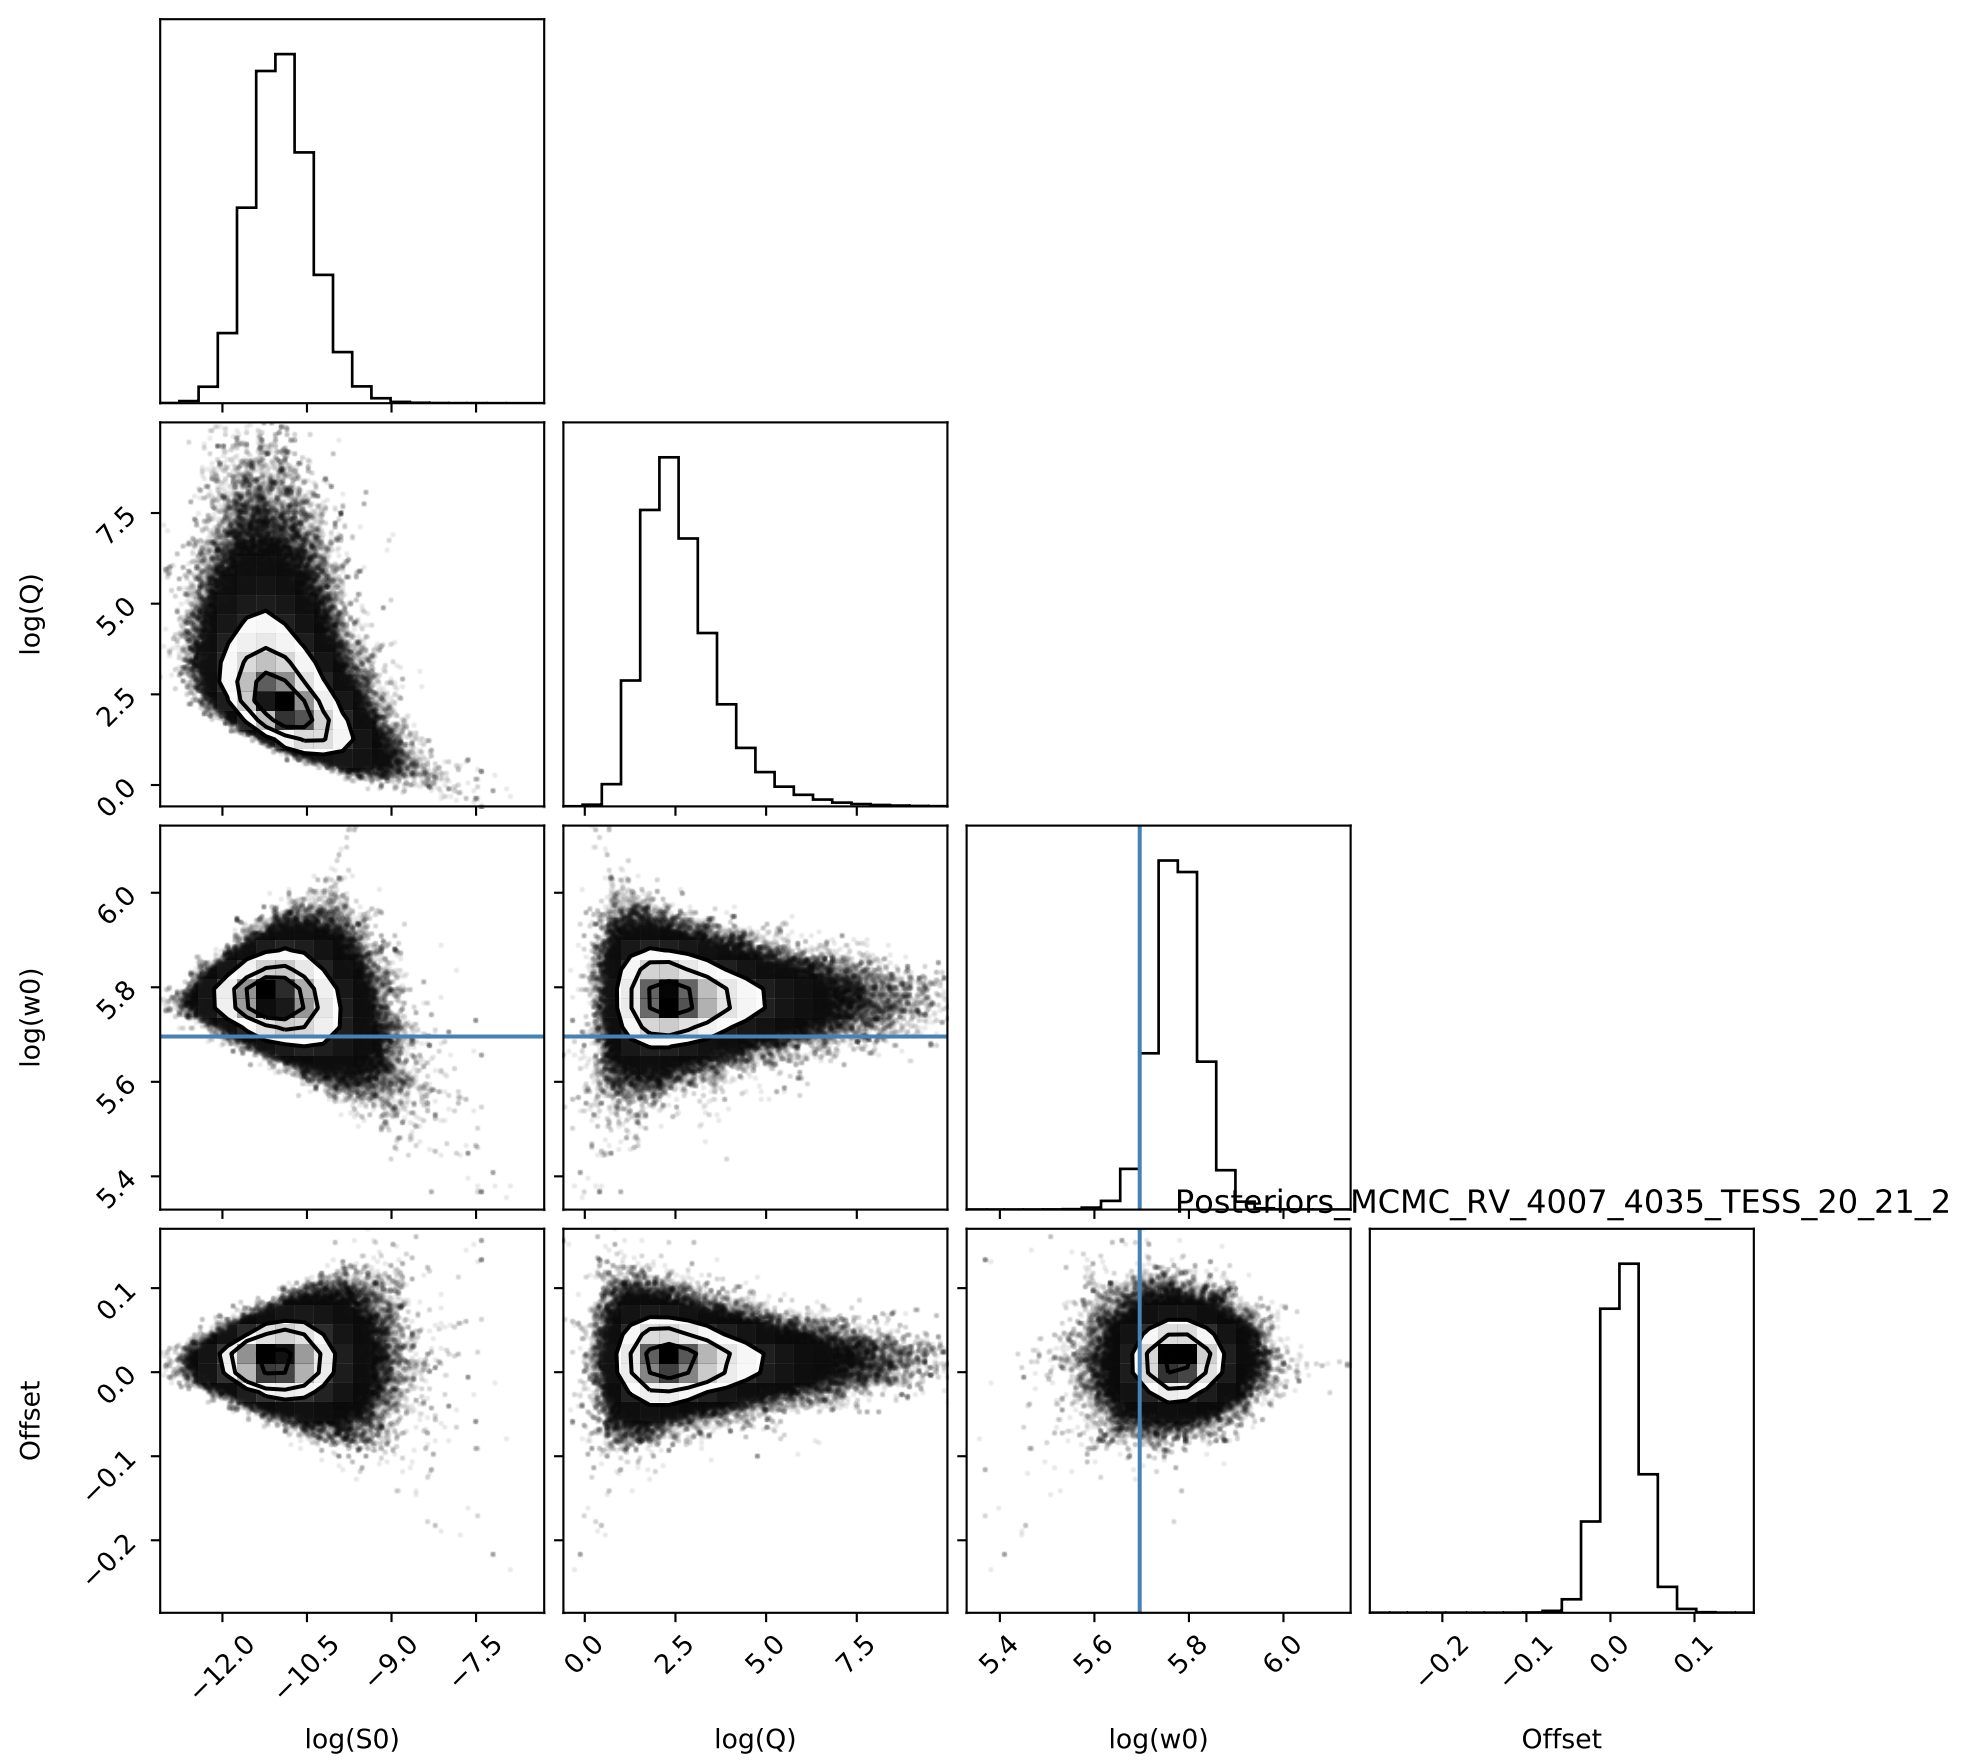 log(Q)
7.5
5.0
2.5
0.0
log(w0)
6.0
5.8
5.6
5.4
Posteriors_MCMC_RV_4007_4035_TESS_20_21_2
Offset
0.1
0.0
−0.1
−0.2
−12.0 −10.5 −9.0 −7.5
0.0 2.5 5.0 7.5
5.4 5.6 5.8 6.0
−0.2 −0.1 0.0 0.1
log(S0)
log(Q)
log(w0)
Offset